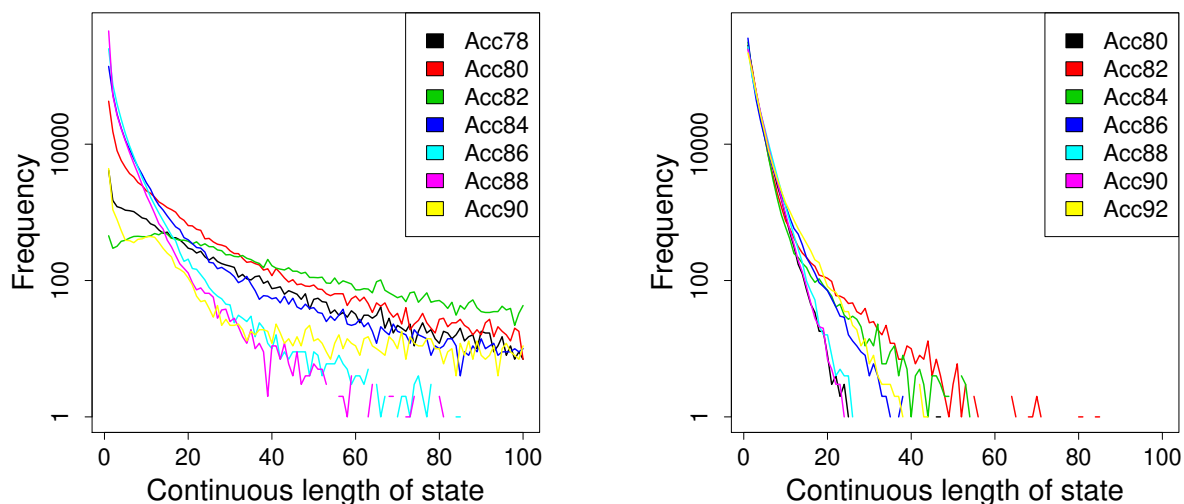 Acc78
Acc80
Acc82
Acc84
Acc86
Acc88
Acc90
Frequency
10000
100
1
0
20
40
60
80
100
Continuous length of state
Acc80
Acc82
Acc84
Acc86
Acc88
Acc90
Acc92
Frequency
10000
100
1
0
20
40
60
80
100
Continuous length of state